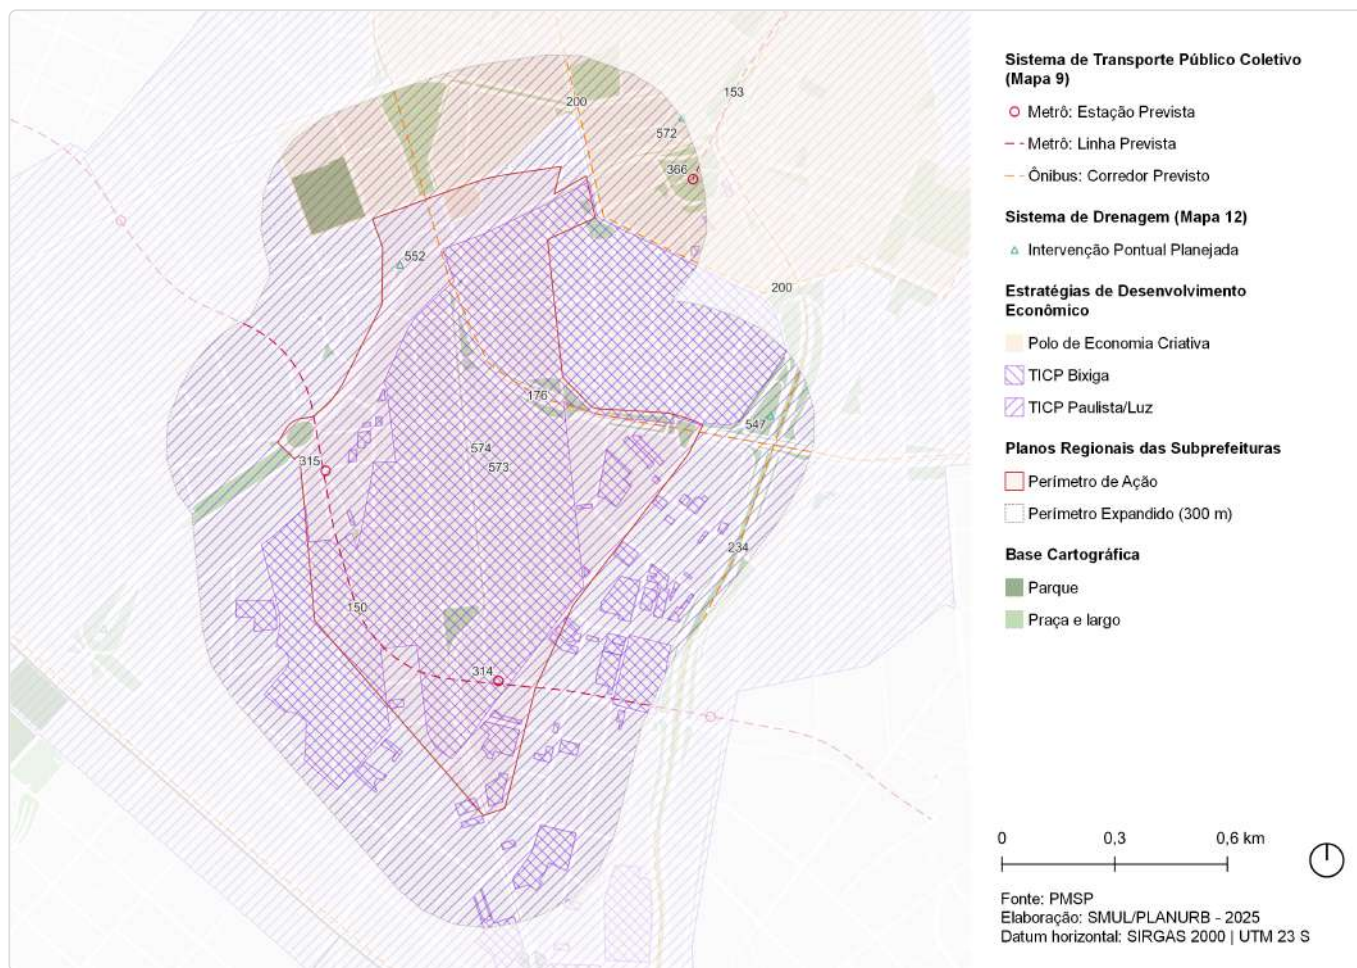 Sistema de Transporte Público Coletivo
(Mapa 9)
Metrô: Estação Prevista
Metrô: Linha Prevista
Ônibus: Corredor Previsto
Sistema de Drenagem (Mapa 12)
Intervenção Pontual Planejada
Estratégias de Desenvolvimento
Econômico
Polo de Economia Criativa
TICP Bixiga
TICP Paulista/Luz
Planos Regionais das Subprefeituras
Perímetro de Ação
Perímetro Expandido (300 m)
Base Cartográfica
Parque
Praça e largo
0 0,3 0,6 km
Fonte: PMSP
Elaboração: SMUL/PLANURB - 2025
Datum horizontal: SIRGAS 2000 | UTM 23 S
153
200
572
366
552
200
176
547
574
573
315
234
150
314